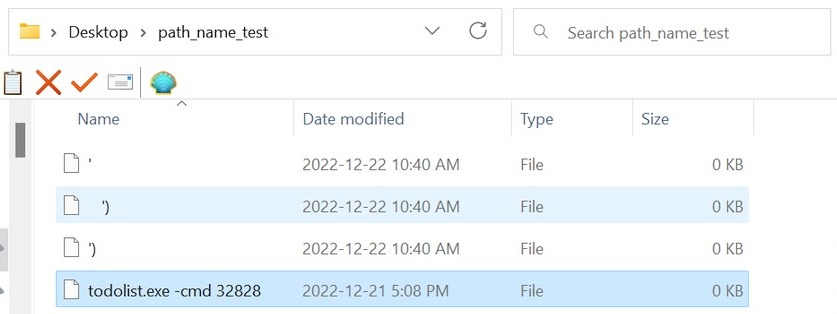 Desktop path_name_test Search path_name_test
Name Date modified Type Size
' 2022-12-22 10:40 AM File 0 KB
') 2022-12-22 10:40 AM File 0 KB
') 2022-12-22 10:40 AM File 0 KB
todolist.exe -cmd 32828 2022-12-21 5:08 PM File 0 KB